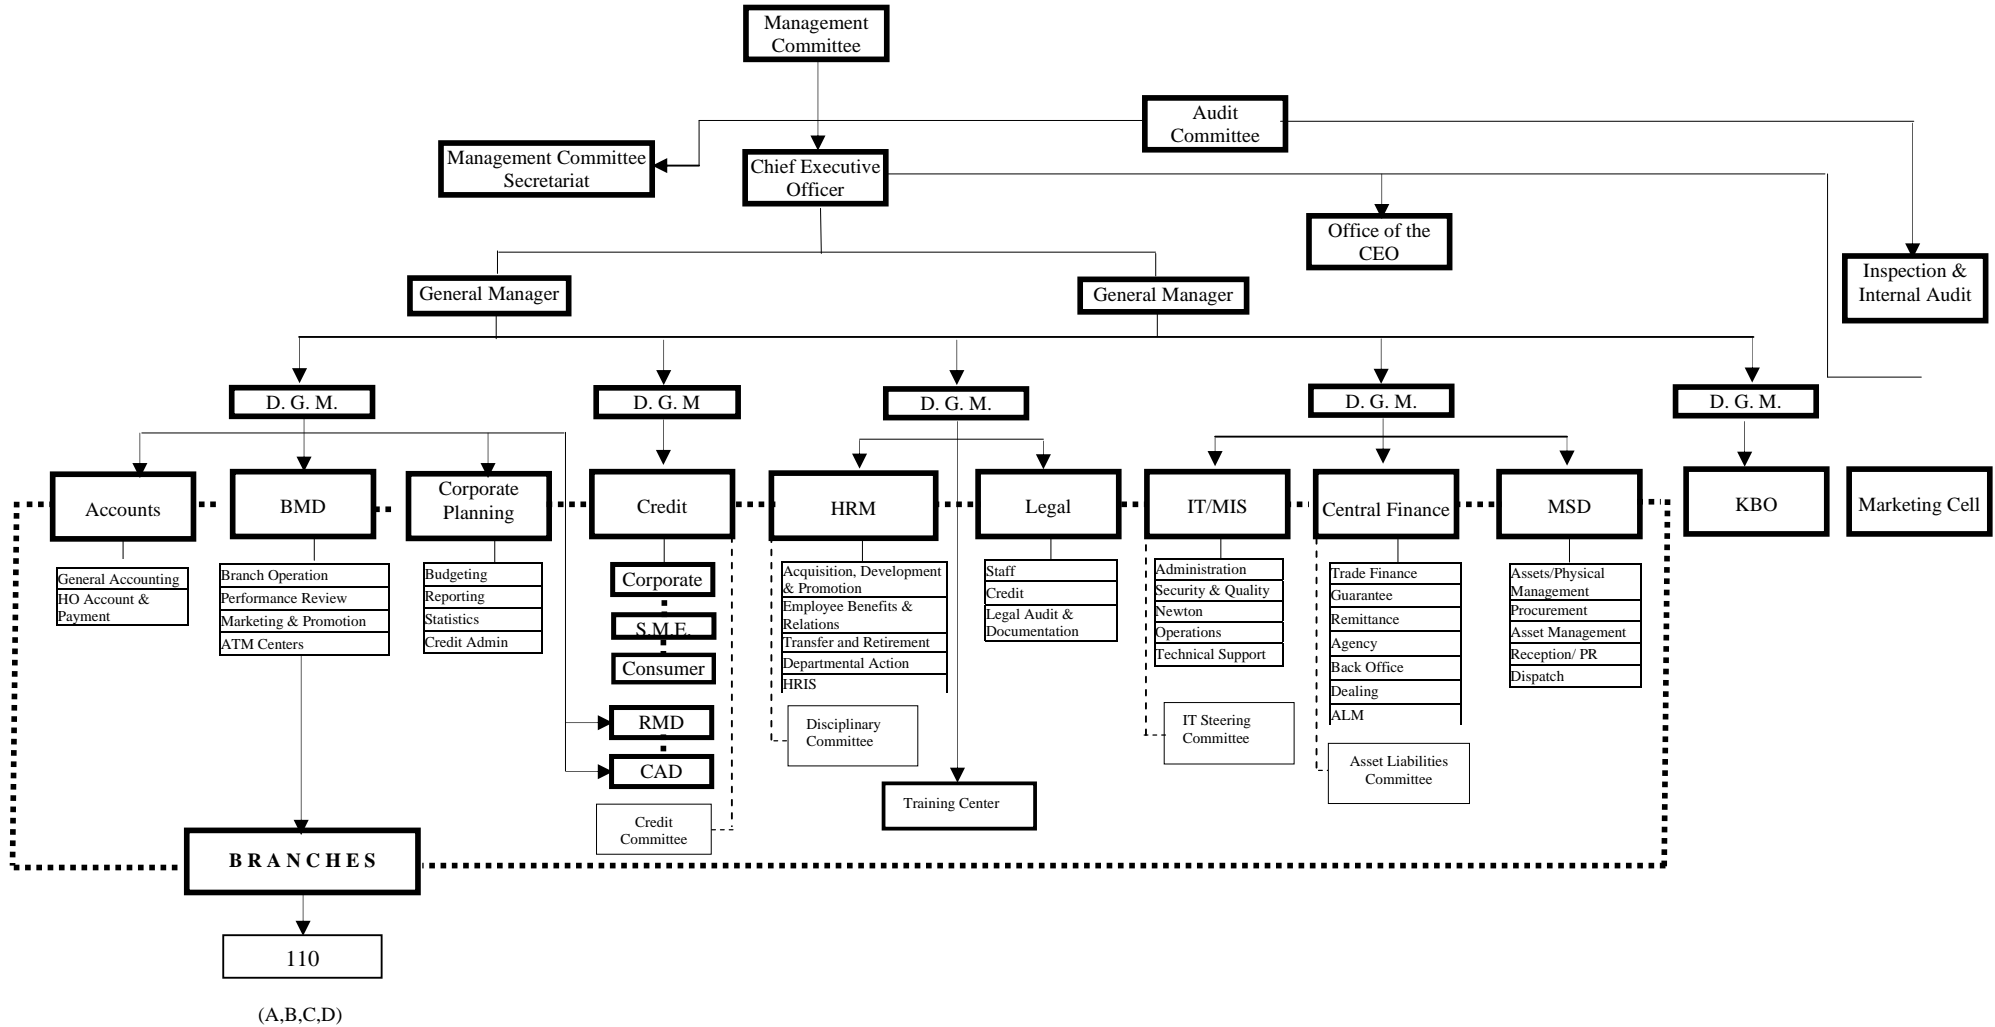 Management
Committee
Audit
Committee
Management Committee
Secretariat
Chief Executive
Officer
Office of the
CEO
Inspection &
Internal Audit
General Manager
General Manager
D. G. M.
D. G. M
D. G. M.
D. G. M.
D. G. M.
Accounts
BMD
Corporate
Planning
Credit
HRM
Legal
IT/MIS
Central Finance
MSD
KBO
Marketing Cell
General Accounting
HO Account &
Payment
Branch Operation
Performance Review
Marketing & Promotion
ATM Centers
Budgeting
Reporting
Statistics
Credit Admin
Corporate
S.M.E.
Consumer
RMD
CAD
Credit
Committee
Acquisition, Development
& Promotion
Employee Benefits &
Relations
Transfer and Retirement
Departmental Action
HRIS
Disciplinary
Committee
Training Center
Staff
Credit
Legal Audit &
Documentation
Administration
Security & Quality
Newton
Operations
Technical Support
IT Steering
Committee
Trade Finance
Guarantee
Remittance
Agency
Back Office
Dealing
ALM
Asset Liabilities
Committee
Assets/Physical
Management
Procurement
Asset Management
Reception/ PR
Dispatch
BRANCHES
110
(A,B,C,D)